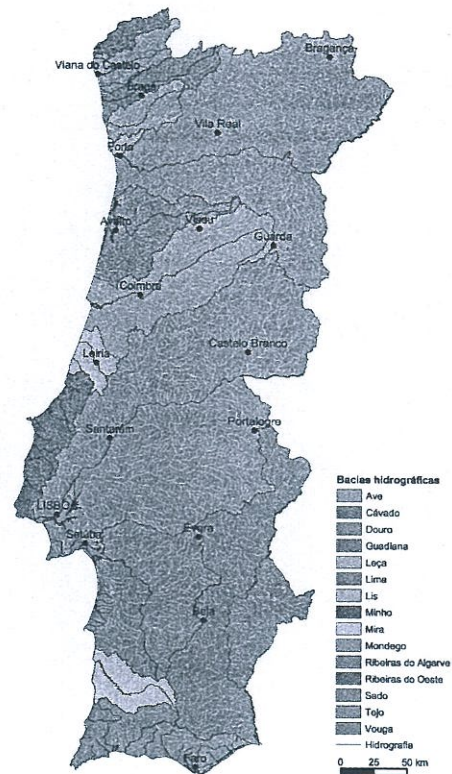 Bragança
Viana do Castelo
Braga
Vila Real
Porto
Aveiro
Viseu
Guarda
Coimbra
Leiria
Castelo Branco
Santarém
Portalegre
LISBOA
Setúbal
Évora
Beja
Faro
Bacias hidrográficas
Ave
Cávado
Douro
Guadiana
Leça
Lima
Lis
Minho
Mira
Mondego
Ribeiras do Algarve
Ribeiras do Oeste
Sado
Tejo
Vouga
Hidrografia
0 25 50 km